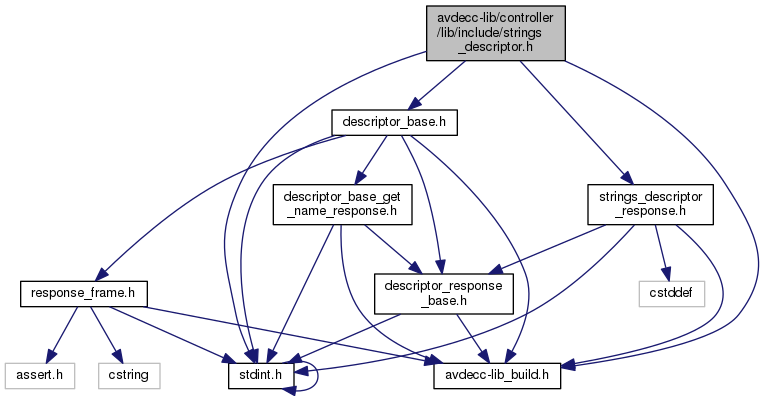 avdecc-lib/controller
/lib/include/strings
_descriptor.h
descriptor_base.h
descriptor_base_get
_name_response.h
strings_descriptor
_response.h
response_frame.h
descriptor_response
_base.h
cstddef
assert.h
cstring
stdint.h
avdecc-lib_build.h